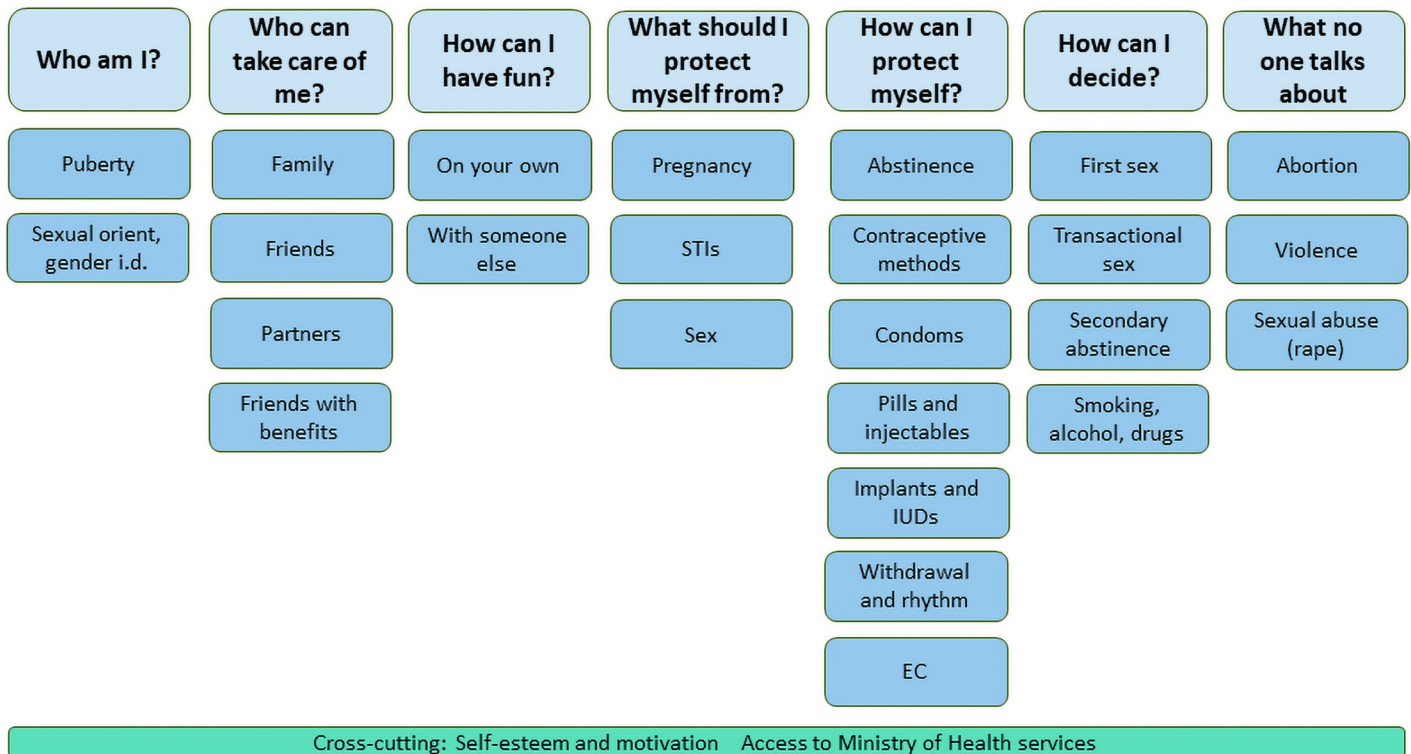 Who am I?
Who can
take care of
me?
How can I
have fun?
What should I
protect
myself from?
How can I
protect
myself?
How can I
decide?
What no
one talks
about
Puberty
Sexual orient,
gender i.d.
Family
Friends
Partners
Friends with
benefits
On your own
With someone
else
Pregnancy
STIs
Sex
Abstinence
Contraceptive
methods
Condoms
Pills and
injectables
Implants and
IUDs
Withdrawal
and rhythm
EC
First sex
Transactional
sex
Secondary
abstinence
Smoking,
alcohol, drugs
Abortion
Violence
Sexual abuse
(rape)
Cross-cutting: Self-esteem and motivation Access to Ministry of Health services